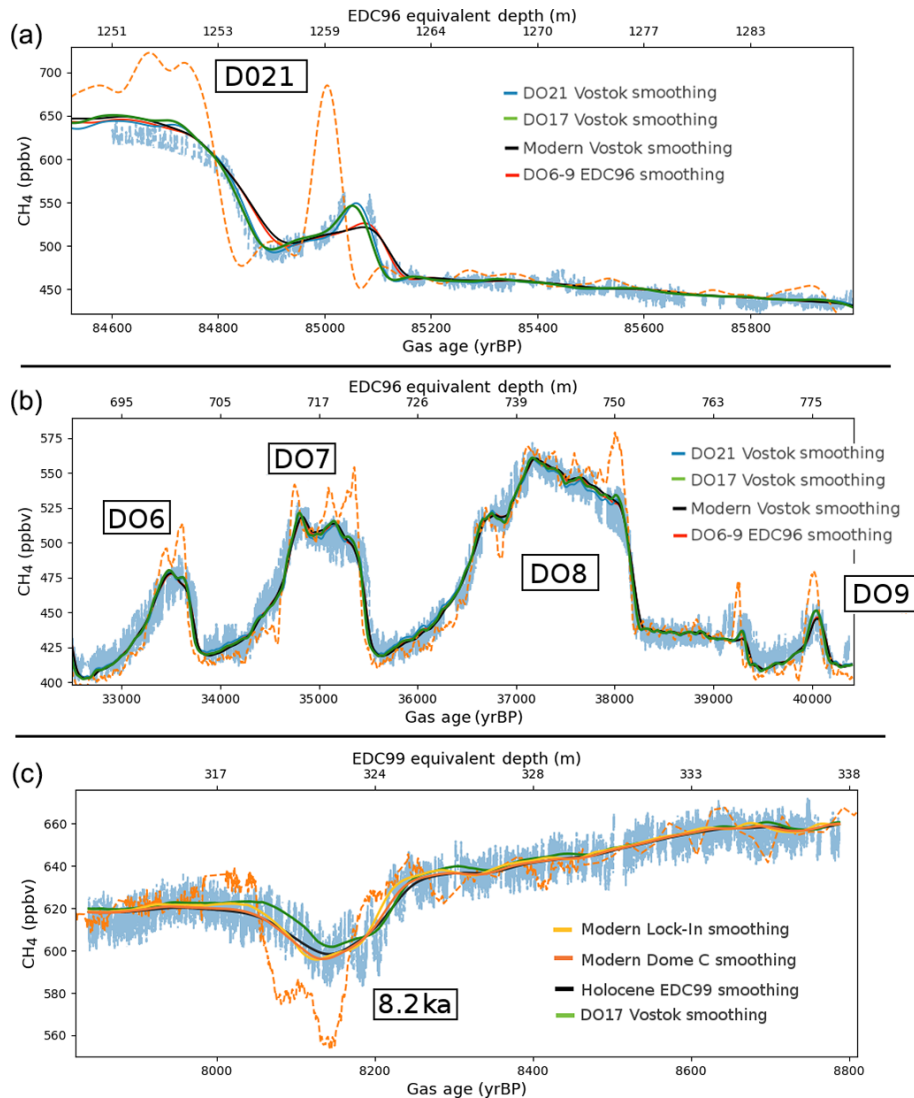 (a)
EDC96 equivalent depth (m)
1251 1253 1259 1264 1270 1277 1283
CH4 (ppbv)
700
650
600
550
500
450
D021
DO21 Vostok smoothing
DO17 Vostok smoothing
Modern Vostok smoothing
DO6-9 EDC96 smoothing
84600 84800 85000 85200 85400 85600 85800
Gas age (yrBP)
(b)
EDC96 equivalent depth (m)
695 705 717 726 739 750 763 775
CH4 (ppbv)
575
550
525
500
475
450
425
400
DO6
DO7
DO8
DO9
DO21 Vostok smoothing
DO17 Vostok smoothing
Modern Vostok smoothing
DO6-9 EDC96 smoothing
33000 34000 35000 36000 37000 38000 39000 40000
Gas age (yrBP)
(c)
EDC99 equivalent depth (m)
317 324 328 333 338
CH4 (ppbv)
660
640
620
600
580
560
8.2ka
Modern Lock-In smoothing
Modern Dome C smoothing
Holocene EDC99 smoothing
DO17 Vostok smoothing
8000 8200 8400 8600 8800
Gas age (yrBP)